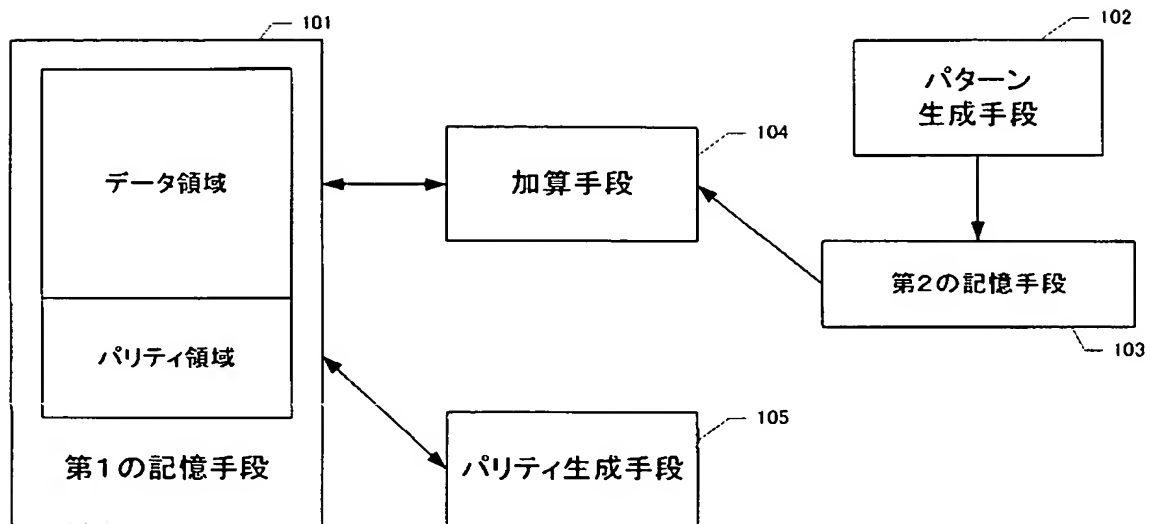 101
データ領域
パリティ領域
第1の記憶手段
104
加算手段
105
パリティ生成手段
102
パターン
生成手段
第2の記憶手段
103